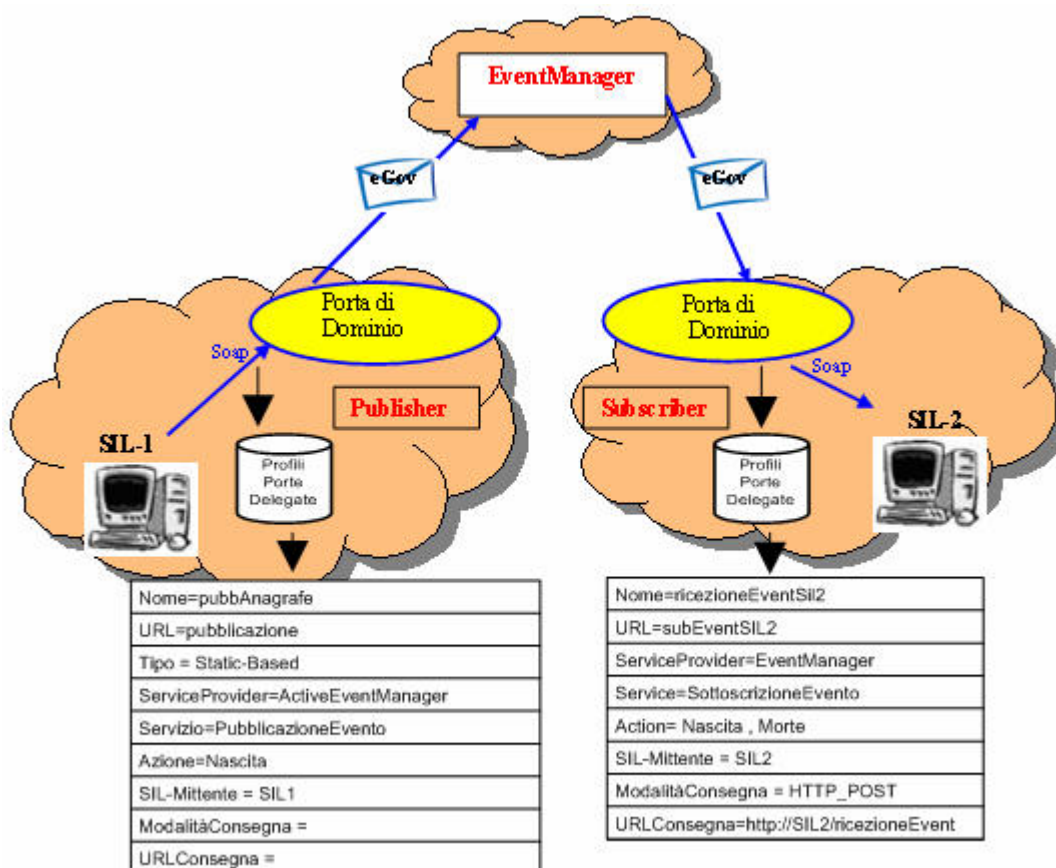 EventManager
eGov
eGov
Porta di
Dominio
Porta di
Dominio
Soap
Soap
Publisher
Subscriber
SIL-1
SIL-2
Profili
Porte
Delegate
Profili
Porte
Delegate
Nome=pubbAnagrafe
URL=pubblicazione
Tipo = Static-Based
ServiceProvider=ActiveEventManager
Servizio=PubblicazioneEvento
Azione=Nascita
SIL-Mittente = SIL1
ModalitàConsegna =
URLConsegna =
Nome=ricezioneEventSil2
URL=subEventSIL2
ServiceProvider=EventManager
Service=SottoscrizioneEvento
Action= Nascita , Morte
SIL-Mittente = SIL2
ModalitàConsegna = HTTP_POST
URLConsegna=http://SIL2/ricezioneEvent